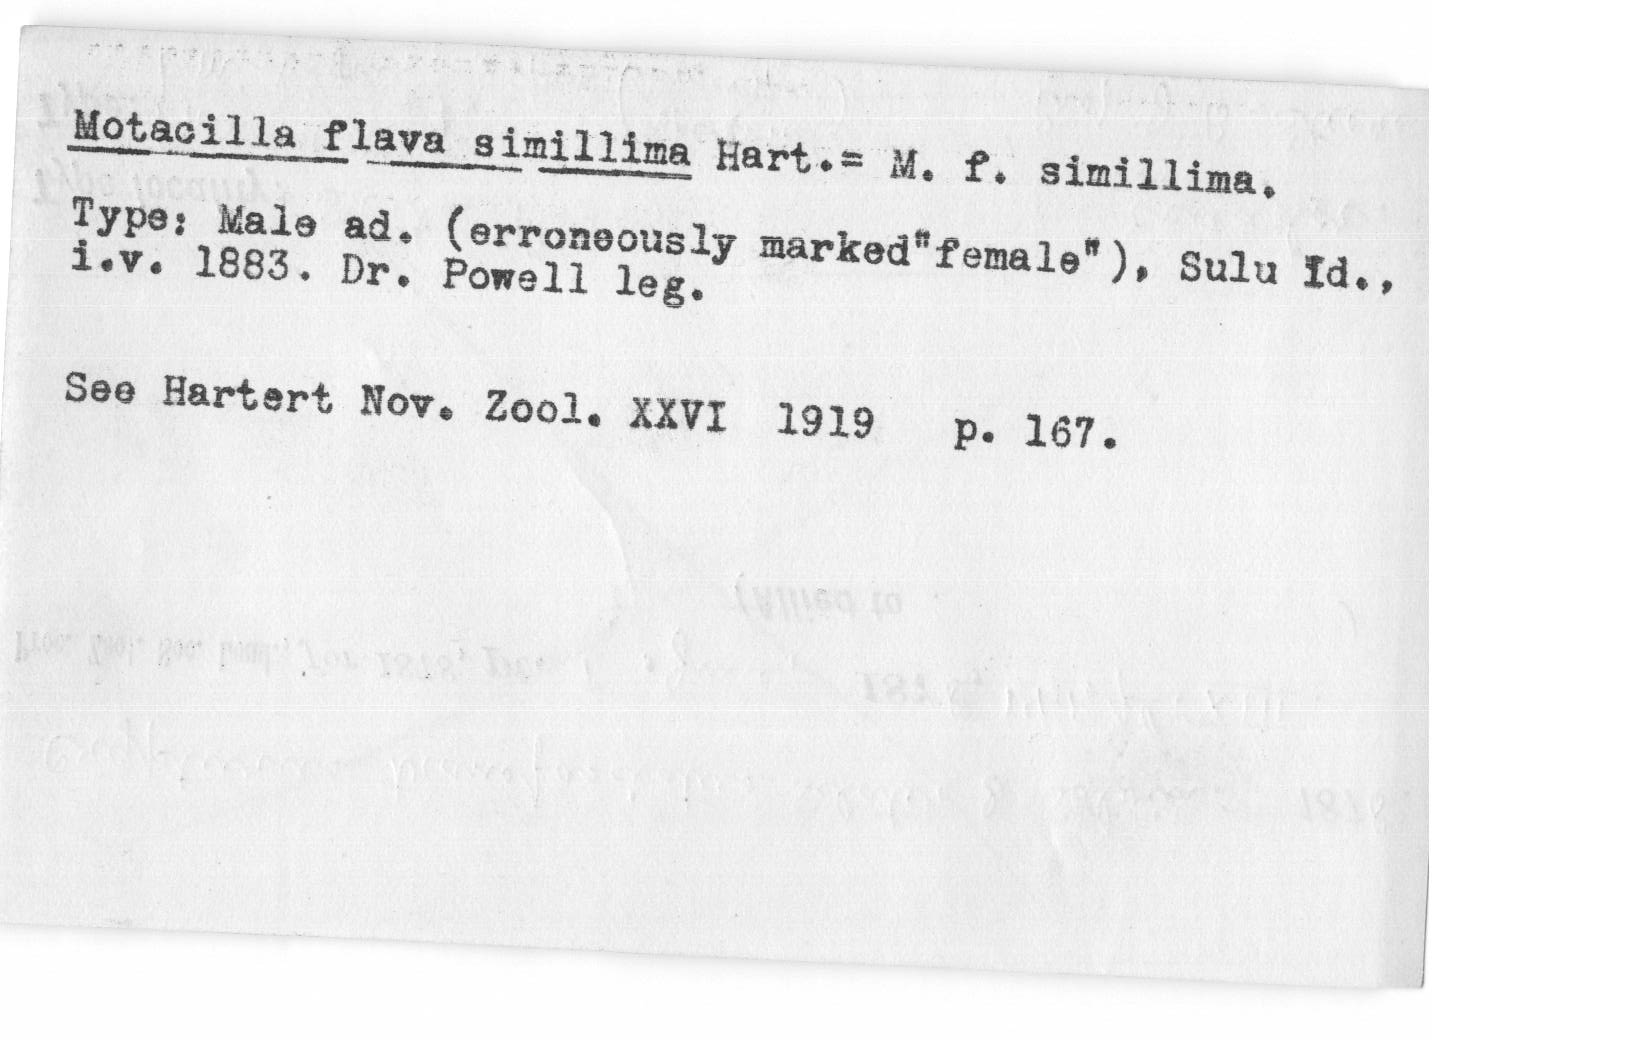 Motacilla flava simillima Hart.= M. f. simillima.
Type: Male ad. (erroneously marked"female"), Sulu Id.,
i.v. 1883. Dr. Powell leg.
See Hartert Nov. Zool. XXVI 1919 p. 167.